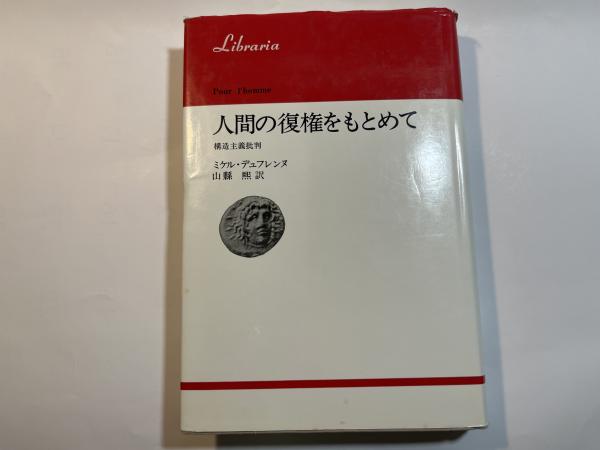 Libraria
Pour l'homme
人間の復権をもとめて
構造主義批判
ミケル・デュフレンヌ
山縣 熙 訳